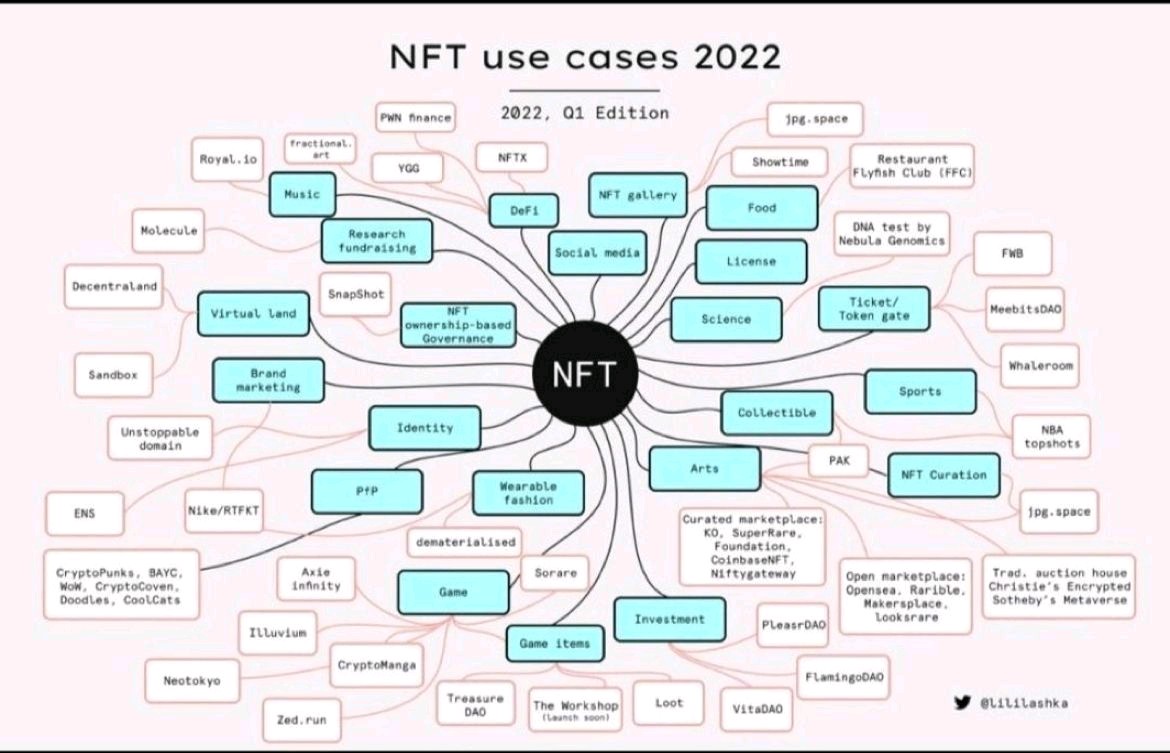 NFT use cases 2022
2022, Q1 Edition
PWN finance
jpg.space
fractional.
art
Royal.io
YGG
NFTX
Showtime
Restaurant
Flyfish Club (FFC)
Music
DeFi
NFT gallery
Food
Molecule
Research
fundraising
Social media
License
DNA test by
Nebula Genomics
FWB
Decentraland
SnapShot
Virtual land
NFT
ownership-based
Governance
Science
Ticket/
Token gate
MeebitsDAO
Sandbox
Brand
marketing
NFT
Whaleroom
Sports
Unstoppable
domain
Identity
Collectible
NBA
topshots
PfP
Wearable
fashion
Arts
PAK
NFT Curation
ENS
Nike/RTFKT
jpg.space
dematerialised
Curated marketplace:
KO, SuperRare,
Foundation,
CoinbaseNFT,
Niftygateway
CryptoPunks, BAYC,
WoW, CryptoCoven,
Doodles, CoolCats
Axie
infinity
Sorare
Game
Open marketplace:
Opensea, Rarible,
Makersplace,
Looksrare
Trad. auction house
Christie's Encrypted
Sotheby's Metaverse
Illuvium
Game items
Investment
PleasrDAO
Neotokyo
CryptoManga
FlamingoDAO
Zed.run
Treasure
DAO
The Workshop
(launch soon)
Loot
VitaDAO
@lililashka